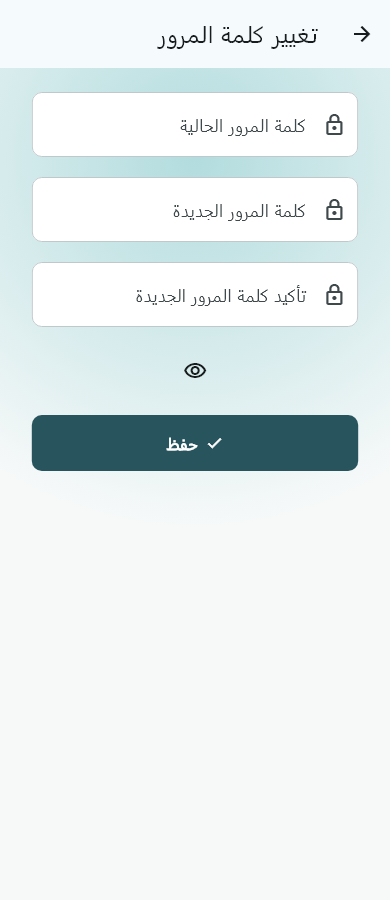 تغيير كلمة المرور
كلمة المرور الحالية
كلمة المرور الجديدة
تأكيد كلمة المرور الجديدة
حفظ